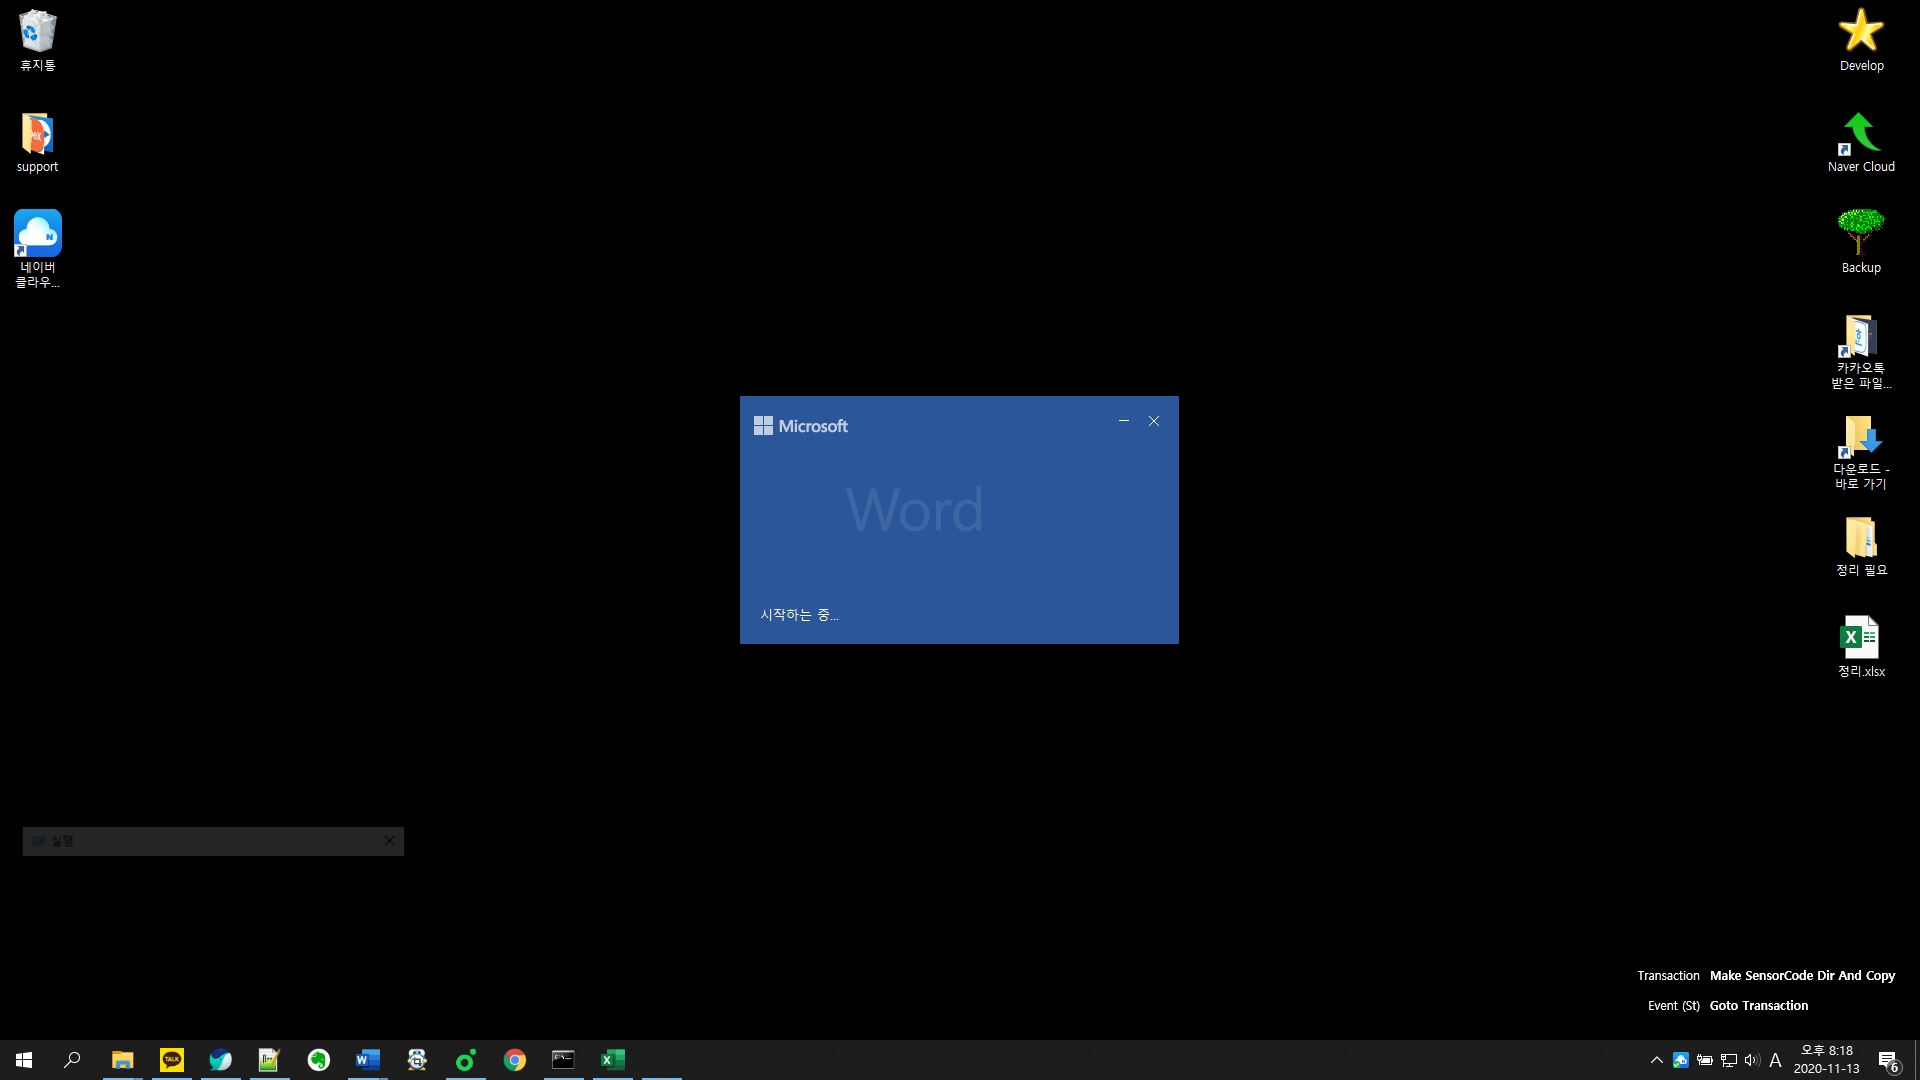 휴지통
support
네이버
클라우...
Develop
Naver Cloud
Backup
카카오톡
받은 파일...
다운로드 -
바로 가기
정리 필요
정리.xlsx
Microsoft
Word
시작하는 중...
실행
Transaction Make SensorCode Dir And Copy
Event (St) Goto Transaction
TALK
A
오후 8:18
2020-11-13
6